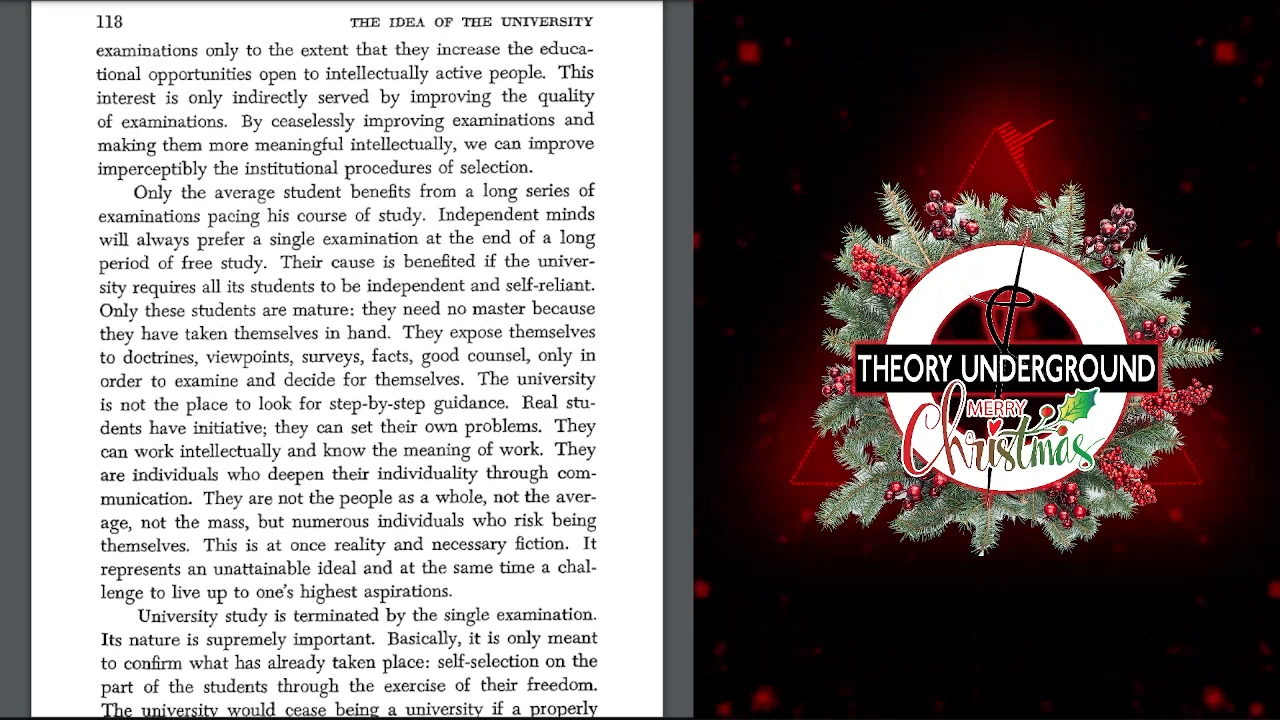 118 THE IDEA OF THE UNIVERSITY
examinations only to the extent that they increase the educa-
tional opportunities open to intellectually active people. This
interest is only indirectly served by improving the quality
of examinations. By ceaselessly improving examinations and
making them more meaningful intellectually, we can improve
imperceptibly the institutional procedures of selection.
Only the average student benefits from a long series of
examinations pacing his course of study. Independent minds
will always prefer a single examination at the end of a long
period of free study. Their cause is benefited if the univer-
sity requires all its students to be independent and self-reliant.
Only these students are mature: they need no master because
they have taken themselves in hand. They expose themselves
to doctrines, viewpoints, surveys, facts, good counsel, only in
order to examine and decide for themselves. The university
is not the place to look for step-by-step guidance. Real stu-
dents have initiative; they can set their own problems. They
can work intellectually and know the meaning of work. They
are individuals who deepen their individuality through com-
munication. They are not the people as a whole, not the aver-
age, not the mass, but numerous individuals who risk being
themselves. This is at once reality and necessary fiction. It
represents an unattainable ideal and at the same time a chal-
lenge to live up to one's highest aspirations.
University study is terminated by the single examination.
Its nature is supremely important. Basically, it is only meant
to confirm what has already taken place: self-selection on the
part of the students through the exercise of their freedom.
The university would cease being a university if a properly
THEORY UNDERGROUND
MERRY
Christmas